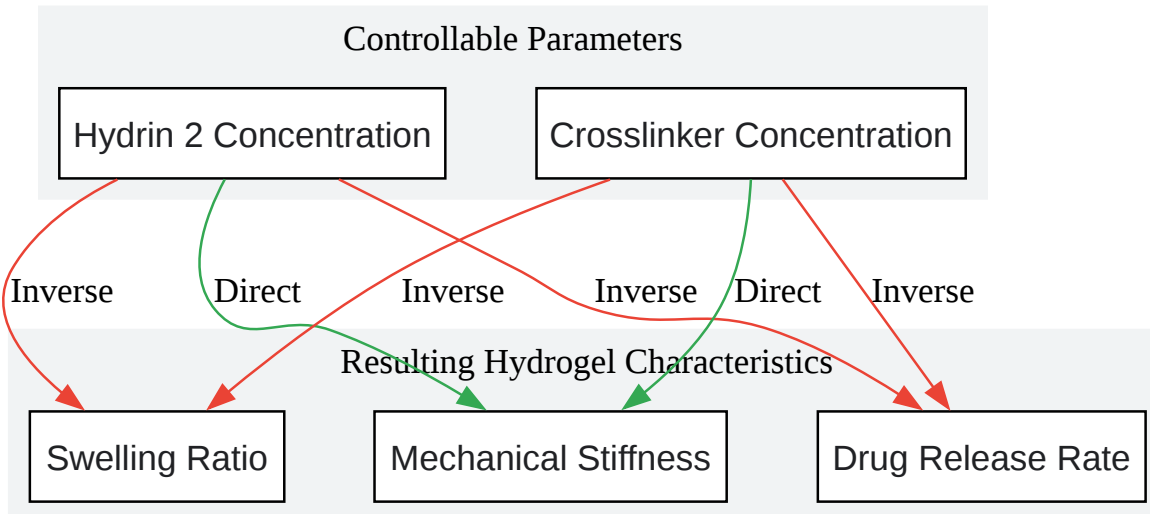 Controllable Parameters
Hydrin 2 Concentration
Crosslinker Concentration
Inverse
Direct
Inverse
Inverse
Direct
Inverse
Resulting Hydrogel Characteristics
Swelling Ratio
Mechanical Stiffness
Drug Release Rate